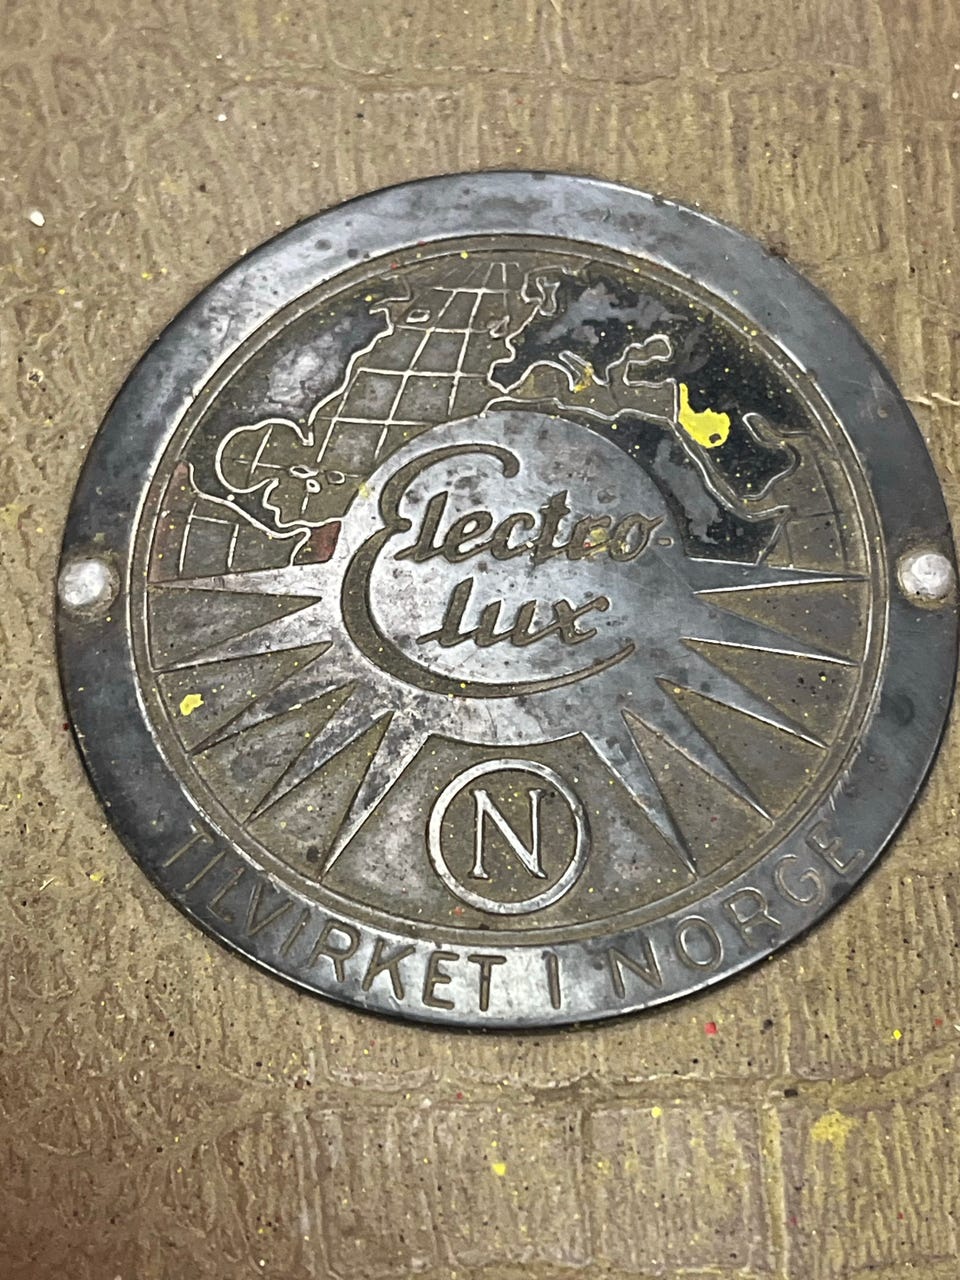 Electro-
lux
N
TILVIRKET I NORGE